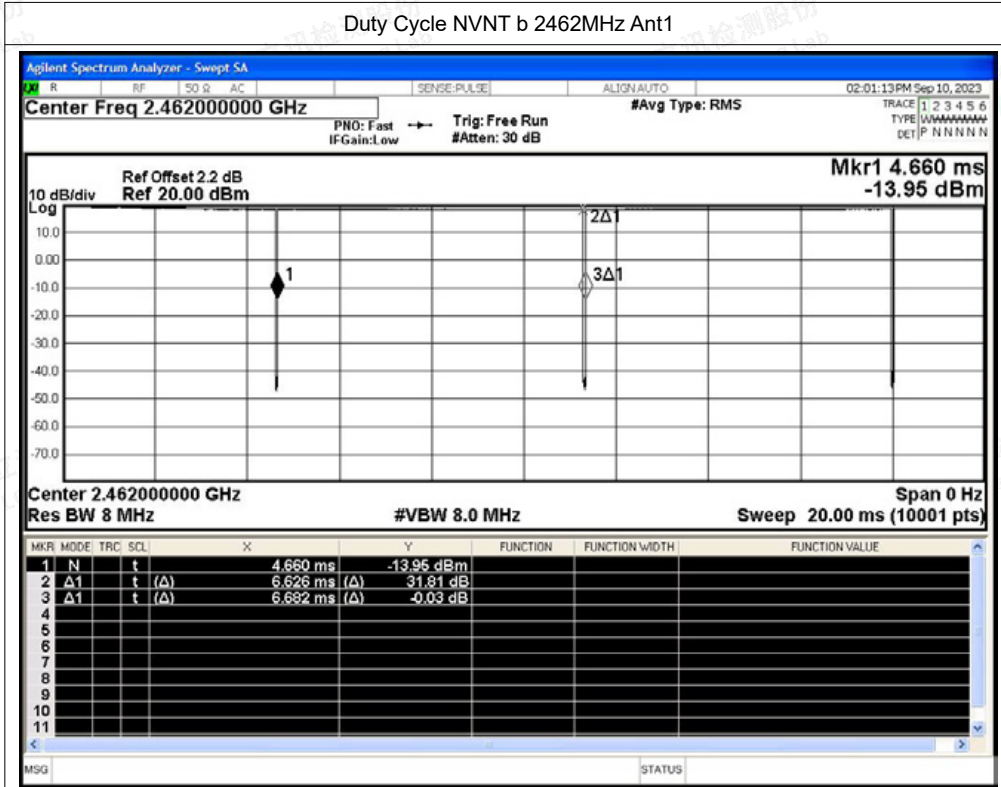 Duty Cycle NVNT b 2462MHz Ant1
Agilent Spectrum Analyzer - Swept SA
R RF 50 Ω AC SENSE:PULSE ALIGNAUTO 02:01:13PM Sep 10, 2023
Center Freq 2.462000000 GHz #Avg Type: RMS TRACE 1 2 3 4 5 6
PNO: Fast Trig: Free Run TYPE
IFGain:Low #Atten: 30 dB DET P N N N N N
Mkr1 4.660 ms
Ref Offset 2.2 dB
10 dB/div Ref 20.00 dBm -13.95 dBm
Log
10.0
0.00
-10.0
-20.0
-30.0
-40.0
-50.0
-60.0
-70.0
2Δ1
1
3Δ1
Center 2.462000000 GHz Span 0 Hz
Res BW 8 MHz #VBW 8.0 MHz Sweep 20.00 ms (10001 pts)
MKR MODE TRC SCL X Y FUNCTION FUNCTION WIDTH FUNCTION VALUE
1 N t 4.660 ms -13.95 dBm
2 Δ1 t (Δ) 6.626 ms (Δ) 31.81 dB
3 Δ1 t (Δ) 6.682 ms (Δ) -0.03 dB
4
5
6
7
8
9
10
11
MSG STATUS